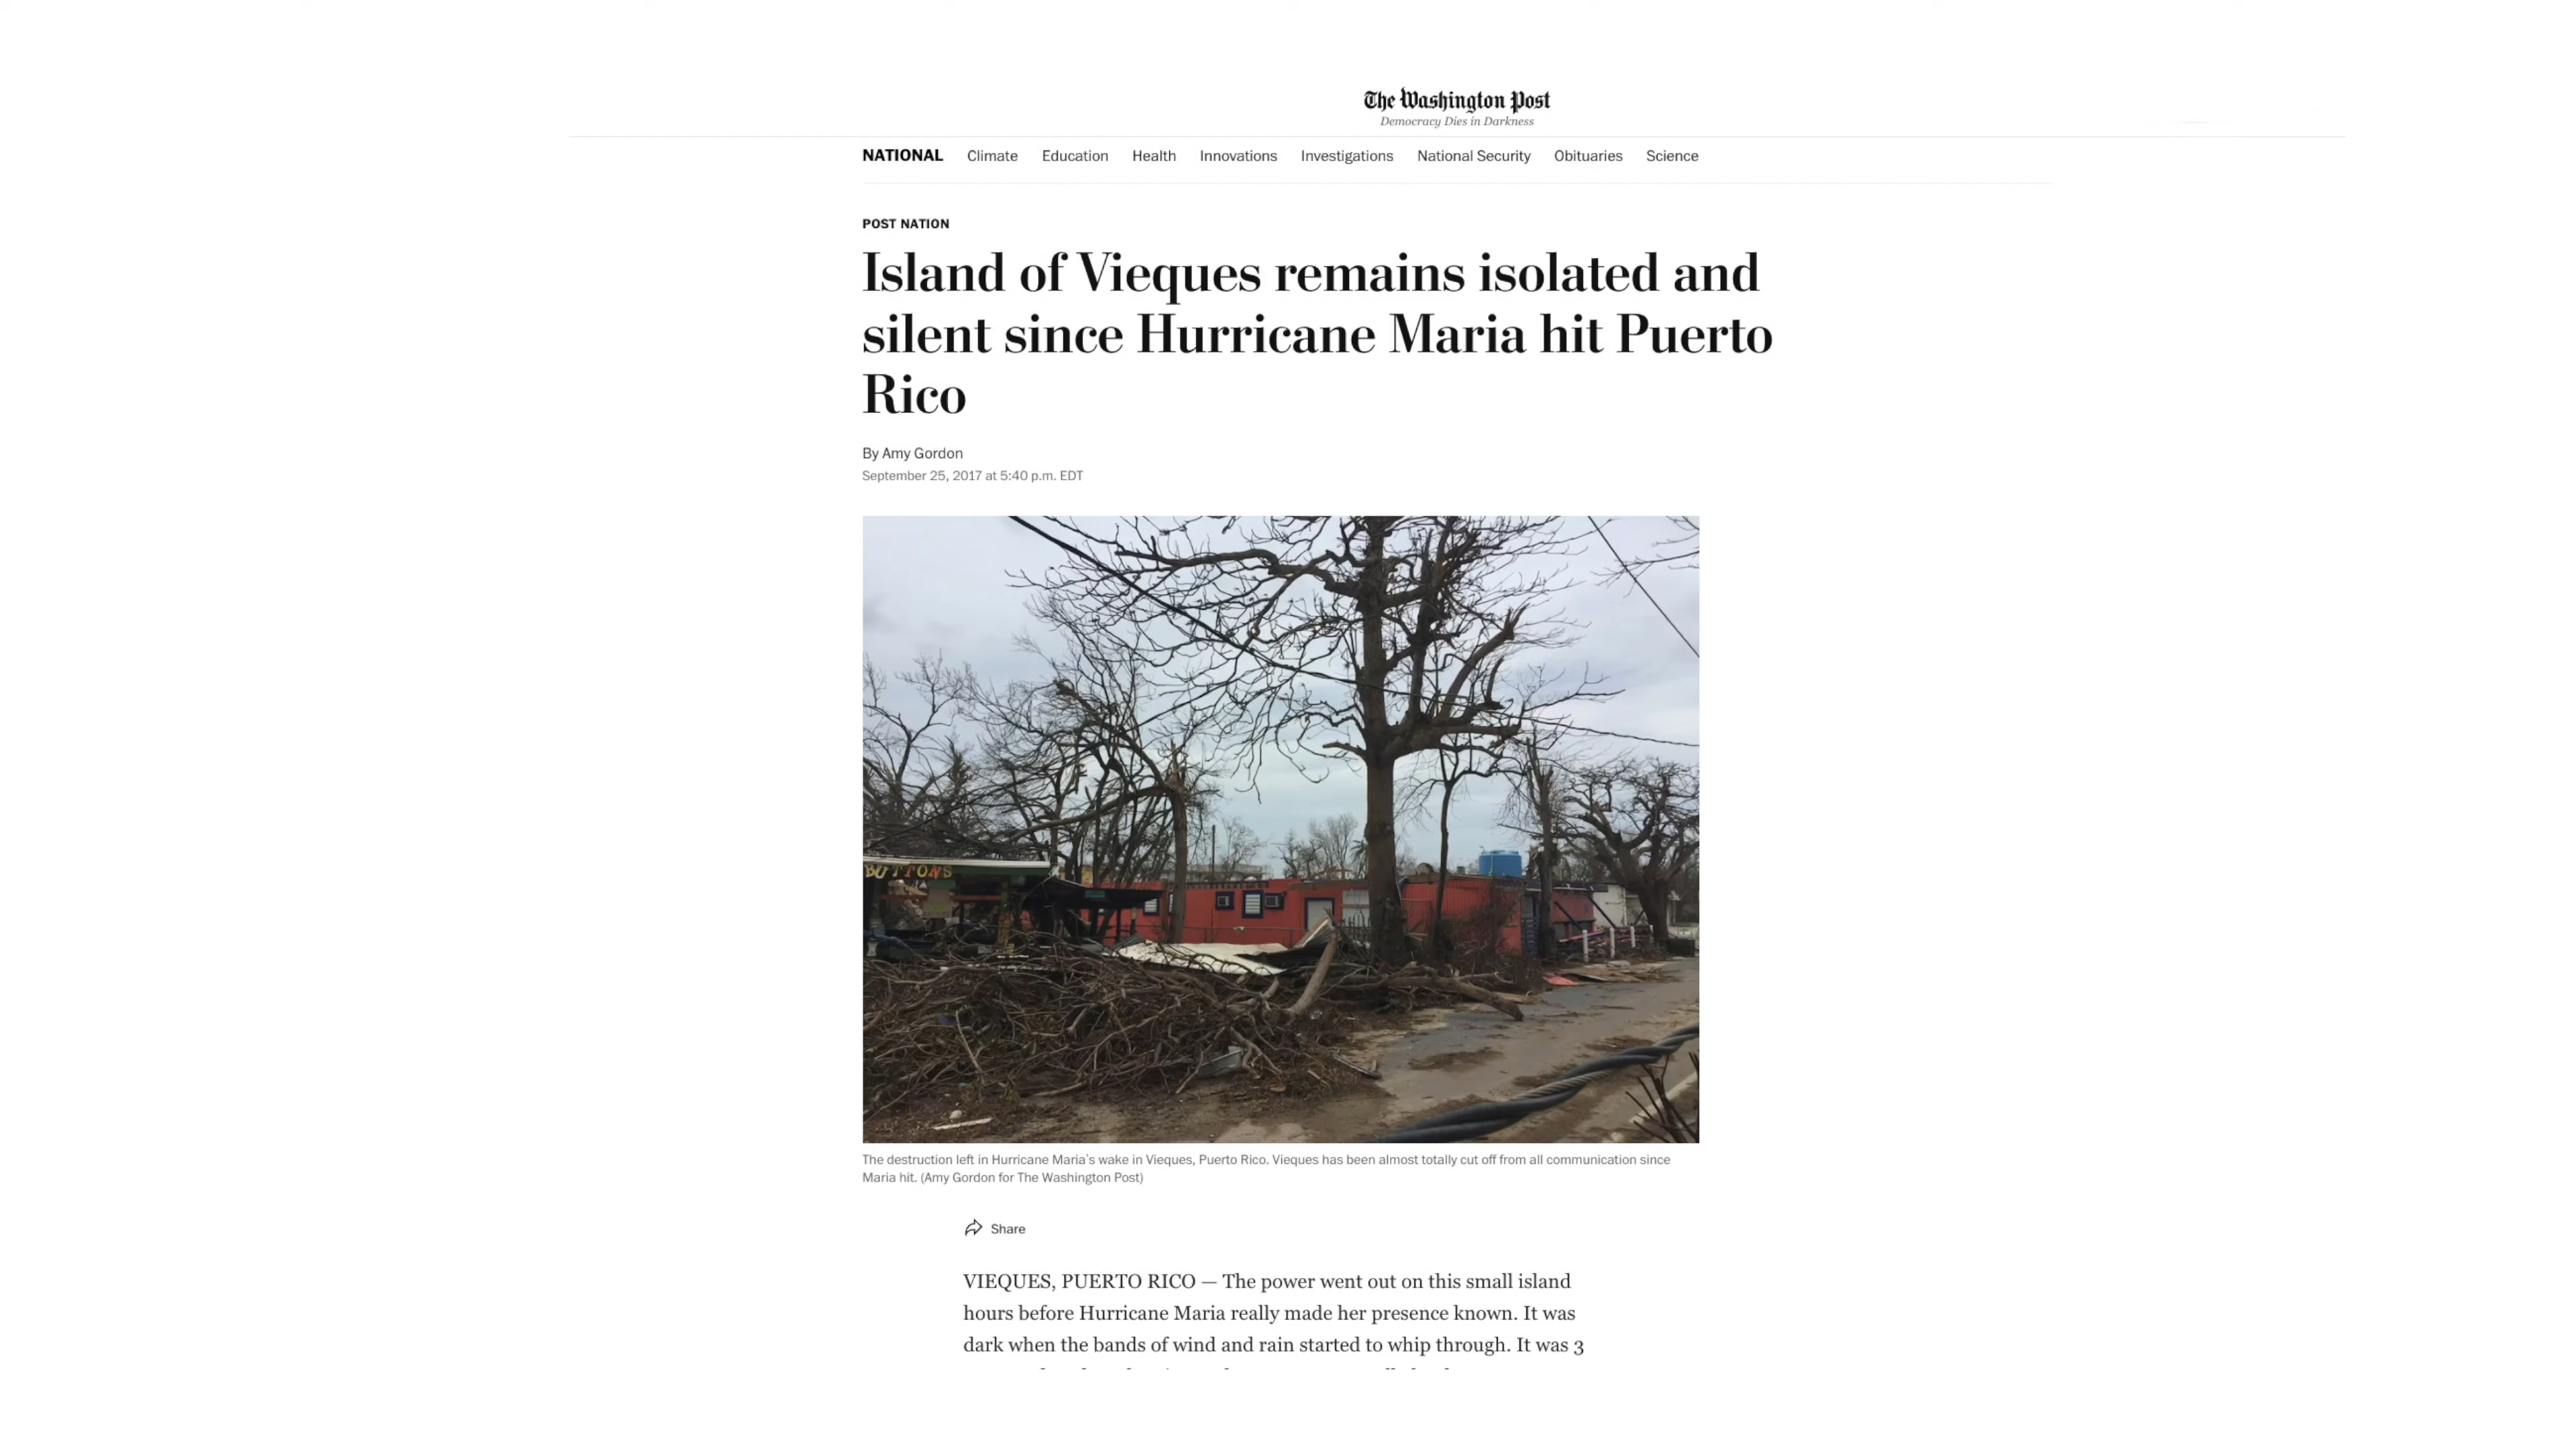 The Washington Post
Democracy Dies in Darkness
NATIONAL Climate Education Health Innovations Investigations National Security Obituaries Science
POST NATION
Island of Vieques remains isolated and
silent since Hurricane Maria hit Puerto
Rico
By Amy Gordon
September 25, 2017 at 5:40 p.m. EDT
BUTTONS
The destruction left in Hurricane Maria's wake in Vieques, Puerto Rico. Vieques has been almost totally cut off from all communication since
Maria hit. (Amy Gordon for The Washington Post)
Share
VIEQUES, PUERTO RICO — The power went out on this small island
hours before Hurricane Maria really made her presence known. It was
dark when the bands of wind and rain started to whip through. It was 3